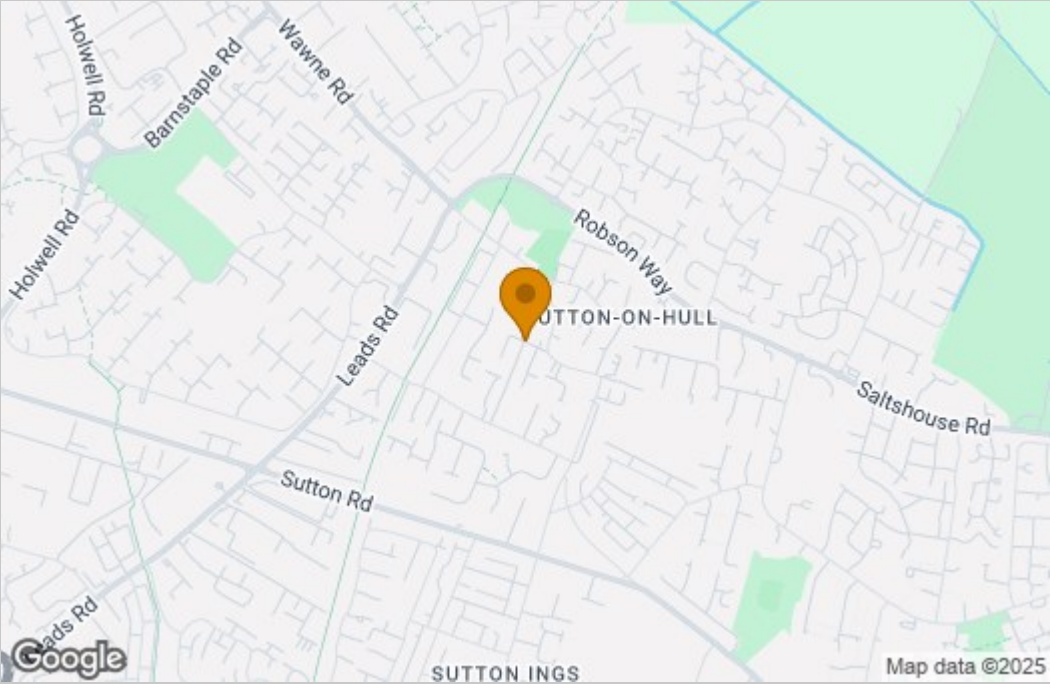 Holwell Rd
Barnstaple Rd
Wawne Rd
Holwell Rd
Robson Way
UTTON-ON-HULL
Leads Rd
Saltshouse Rd
Sutton Rd
eads Rd
Google
SUTTON INGS
Map data ©2025